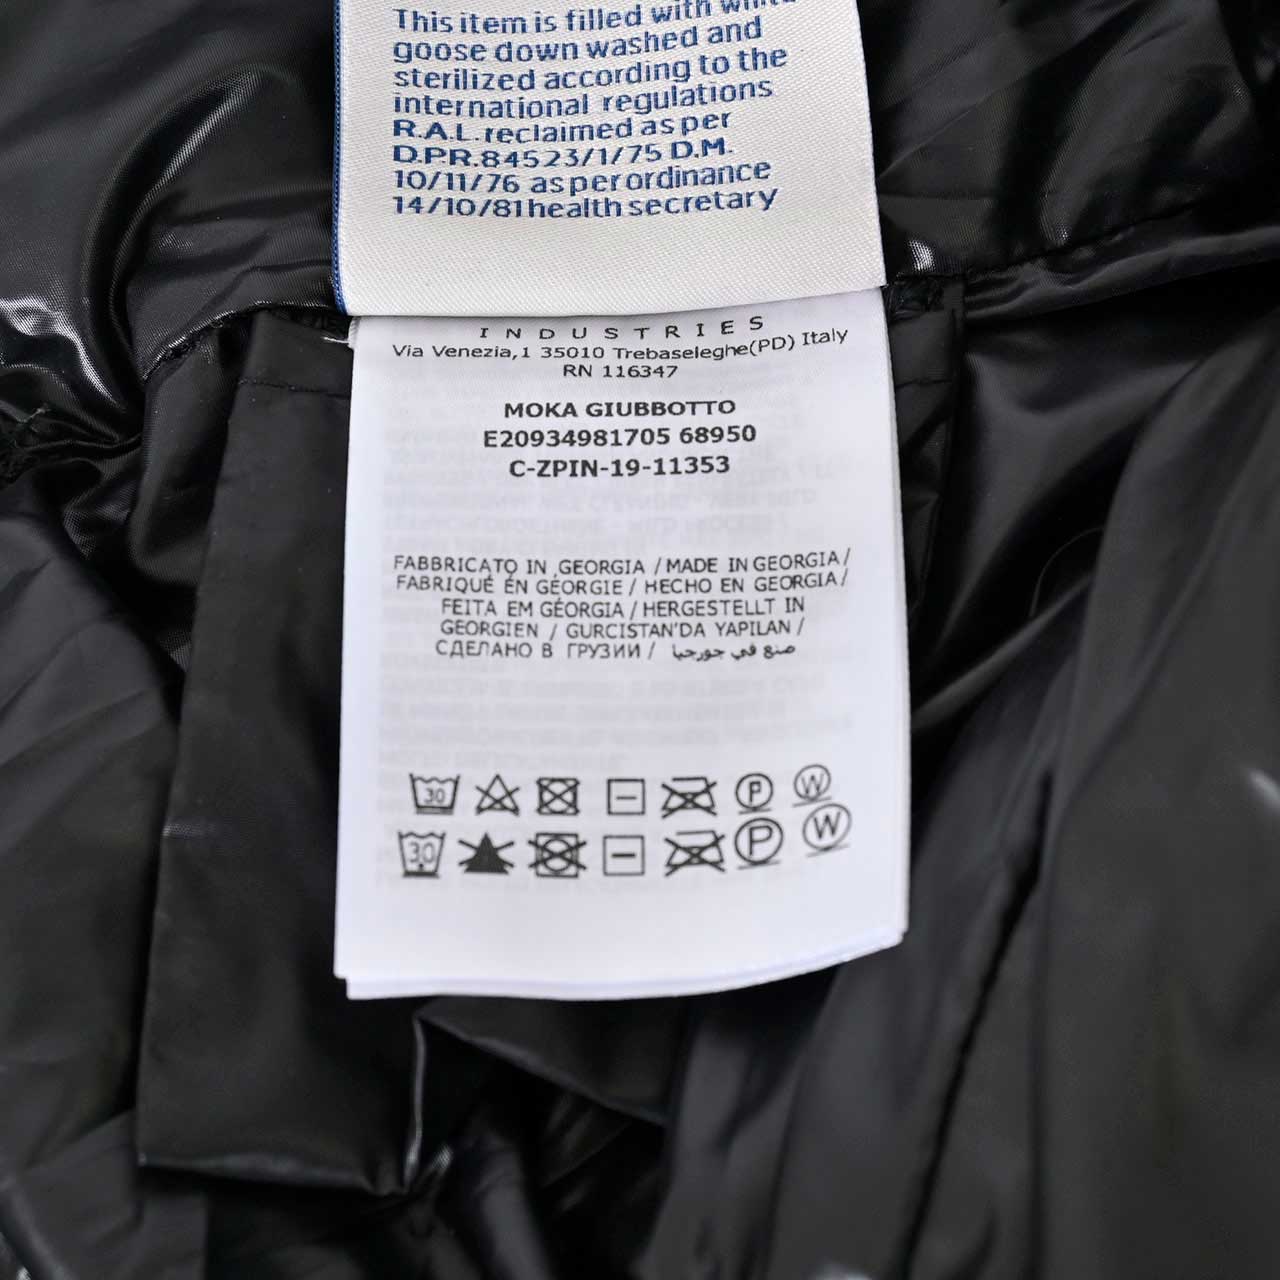 This item is filled with white
goose down washed and
sterilized according to the
international regulations
R.A.L. reclaimed as per
D.P.R.84523/1/75 D.M.
10/11/76 as per ordinance
14/10/81 health secretary
INDUSTRIES
Via Venezia,1 35010 Trebaseleghe(PD) Italy
RN 116347
MOKA GIUBBOTTO
E20934981705 68950
C-ZPIN-19-11353
FABBRICATO IN GEORGIA / MADE IN GEORGIA /
FABRIQUÉ EN GÉORGIE / HECHO EN GEORGIA /
FEITA EM GÉORGIA / HERGESTELLT IN
GEORGIEN / GURCISTAN'DA YAPILAN /
СДЕЛАНО В ГРУЗИИ / صنع في جورجيا
30 P W
30 P W